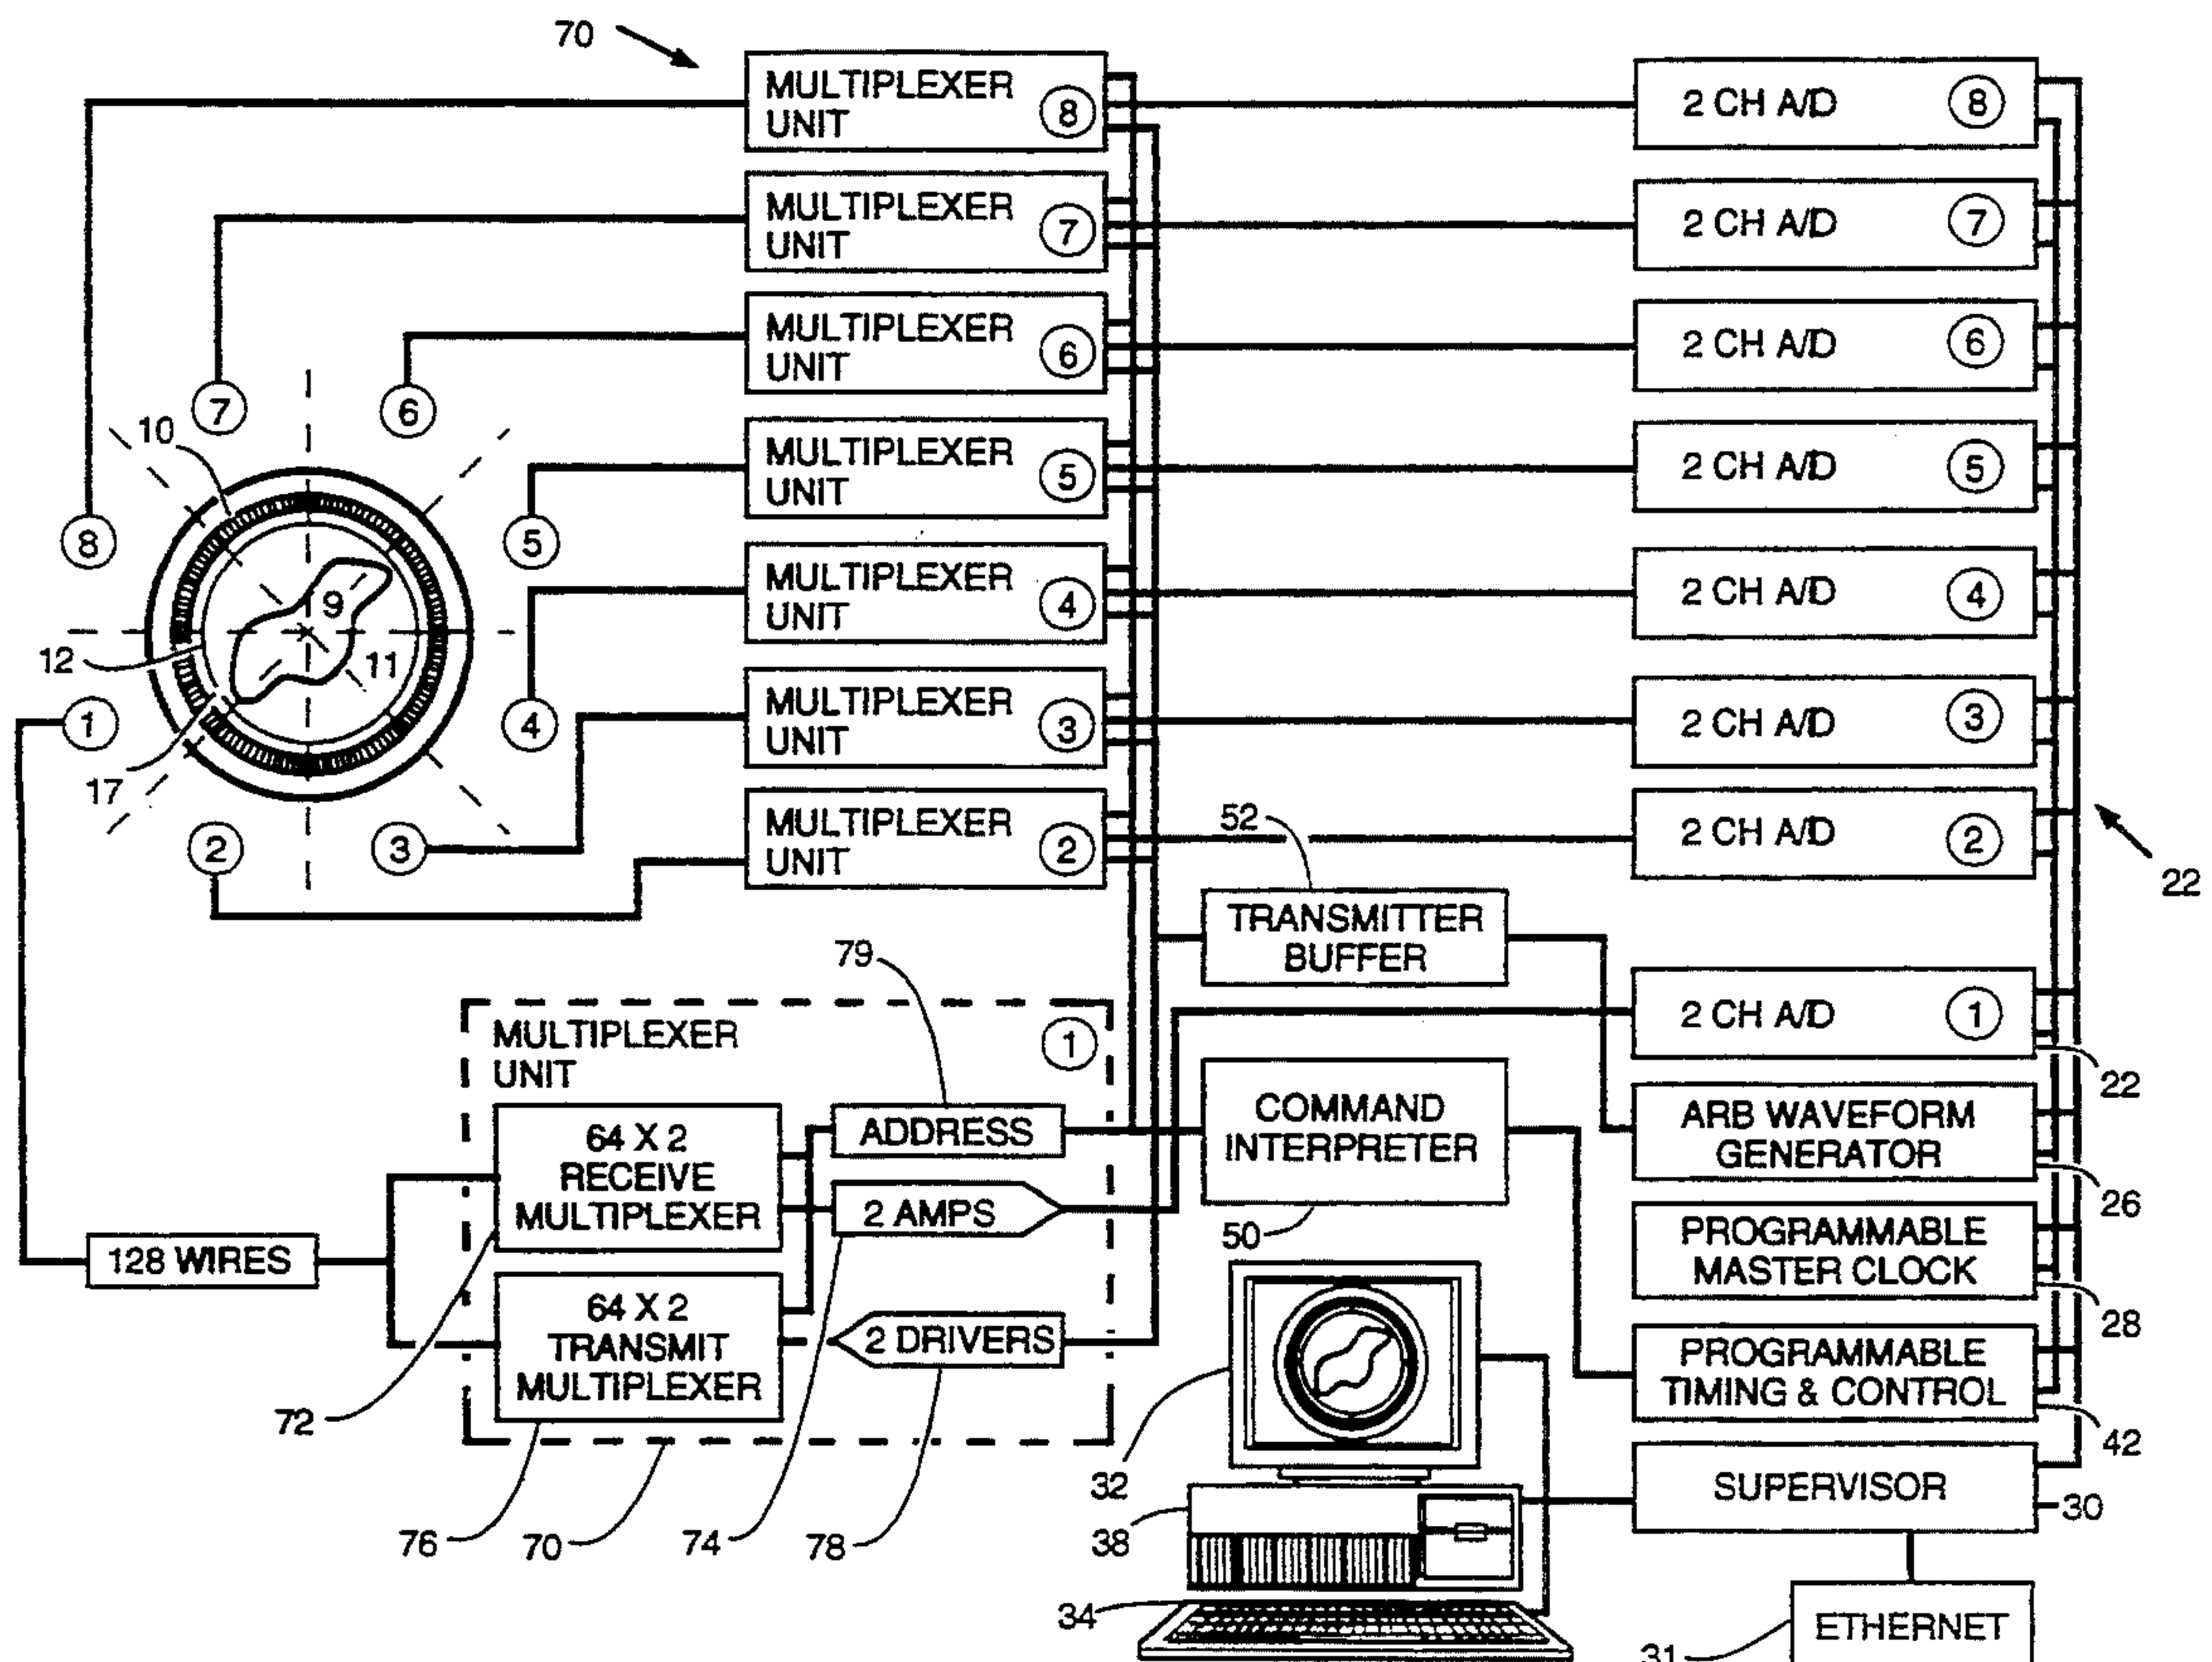 70
MULTIPLEXER
UNIT
8
2 CH A/D
8
MULTIPLEXER
UNIT
7
2 CH A/D
7
MULTIPLEXER
UNIT
6
2 CH A/D
6
7
6
10
MULTIPLEXER
UNIT
5
2 CH A/D
5
8
5
MULTIPLEXER
UNIT
4
2 CH A/D
4
9
11
12
1
4
17
MULTIPLEXER
UNIT
3
2 CH A/D
3
2
3
MULTIPLEXER
UNIT
2
52
2 CH A/D
2
22
TRANSMITTER
BUFFER
79
MULTIPLEXER
UNIT
1
2 CH A/D
1
22
64 X 2
RECEIVE
MULTIPLEXER
ADDRESS
2 AMPS
COMMAND
INTERPRETER
50
ARB WAVEFORM
GENERATOR
26
128 WIRES
PROGRAMMABLE
MASTER CLOCK
28
64 X 2
TRANSMIT
MULTIPLEXER
2 DRIVERS
PROGRAMMABLE
TIMING & CONTROL
42
72
76
70
74
78
32
38
34
SUPERVISOR
30
ETHERNET
31